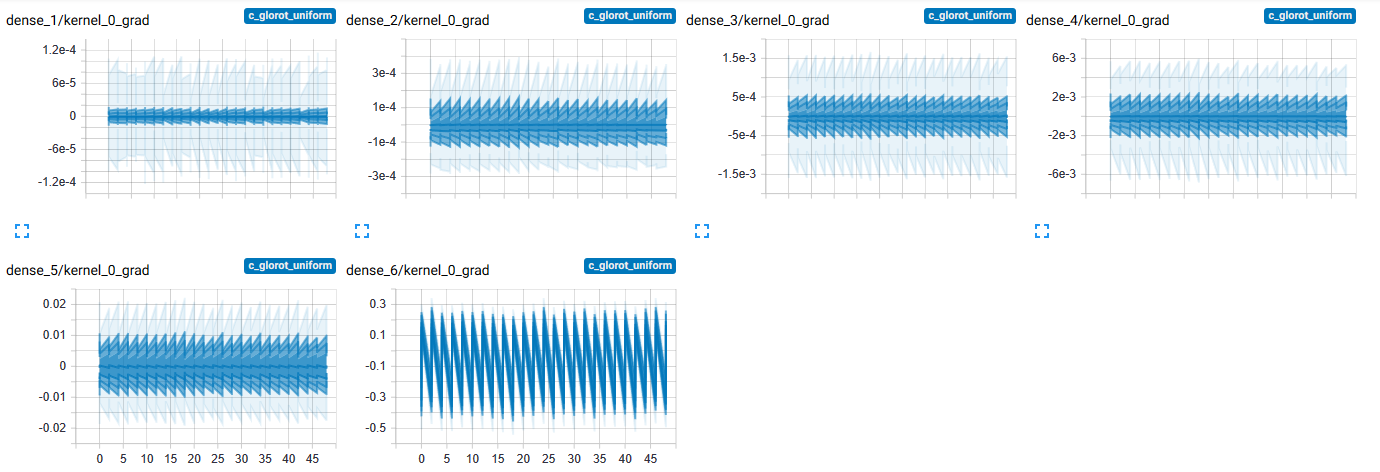 dense_1/kernel_0_grad
c_glorot_uniform
1.2e-4
6e-5
0
-6e-5
-1.2e-4
dense_2/kernel_0_grad
c_glorot_uniform
3e-4
1e-4
-1e-4
-3e-4
dense_3/kernel_0_grad
c_glorot_uniform
1.5e-3
5e-4
-5e-4
-1.5e-3
dense_4/kernel_0_grad
c_glorot_uniform
6e-3
2e-3
-2e-3
-6e-3
dense_5/kernel_0_grad
c_glorot_uniform
0.02
0.01
0
-0.01
-0.02
0 5 10 15 20 25 30 35 40 45
dense_6/kernel_0_grad
c_glorot_uniform
0.3
0.1
-0.1
-0.3
-0.5
0 5 10 15 20 25 30 35 40 45